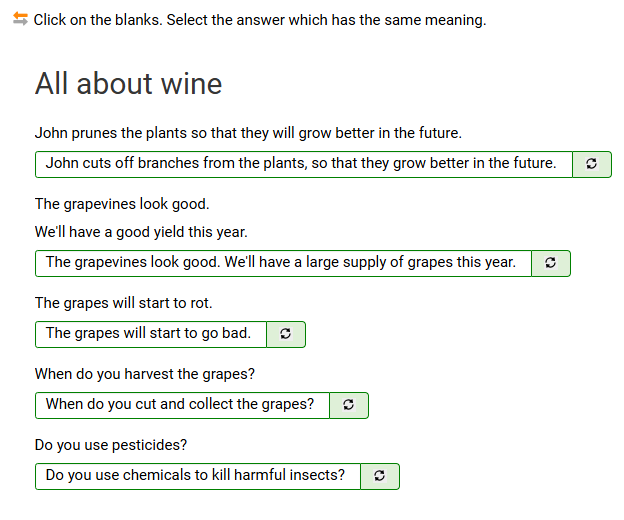 Click on the blanks. Select the answer which has the same meaning.
All about wine
John prunes the plants so that they will grow better in the future.
John cuts off branches from the plants, so that they grow better in the future.
The grapevines look good.
We'll have a good yield this year.
The grapevines look good. We'll have a large supply of grapes this year.
The grapes will start to rot.
The grapes will start to go bad.
When do you harvest the grapes?
When do you cut and collect the grapes?
Do you use pesticides?
Do you use chemicals to kill harmful insects?